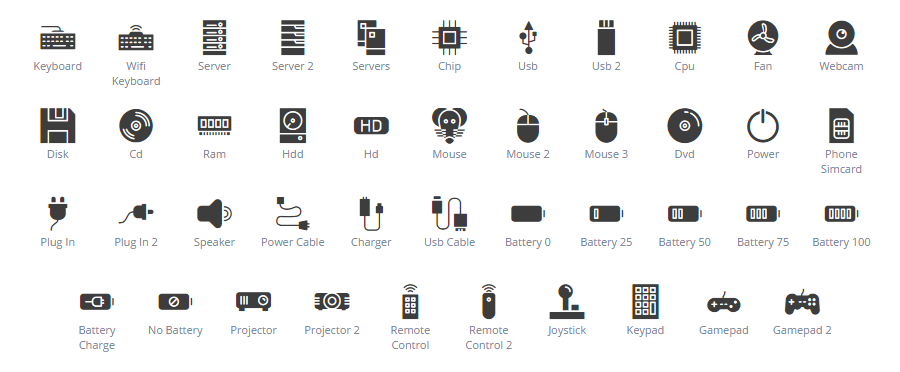 Keyboard
Wifi
Keyboard
Server
Server 2
Servers
Chip
Usb
Usb 2
Cpu
Fan
Webcam
HD
Disk
Cd
Ram
Hdd
Hd
Mouse
Mouse 2
Mouse 3
Dvd
Power
Phone
Simcard
Plug In
Plug In 2
Speaker
Power Cable
Charger
Usb Cable
Battery 0
Battery 25
Battery 50
Battery 75
Battery 100
Battery
Charge
No Battery
Projector
Projector 2
Remote
Control
Remote
Control 2
Joystick
Keypad
Gamepad
Gamepad 2